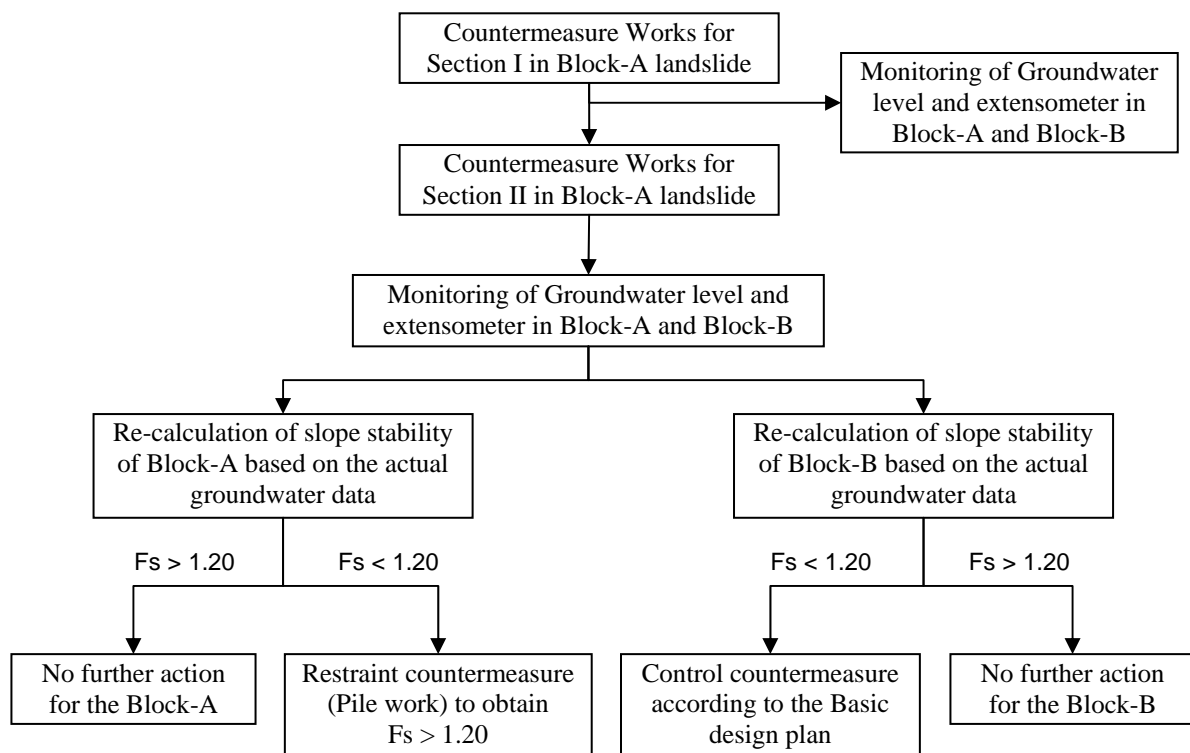 Countermeasure Works for
Section I in Block-A landslide
Monitoring of Groundwater
level and extensometer in
Block-A and Block-B
Countermeasure Works for
Section II in Block-A landslide
Monitoring of Groundwater level and
extensometer in Block-A and Block-B
Re-calculation of slope stability
of Block-A based on the actual
groundwater data
Re-calculation of slope stability
of Block-B based on the actual
groundwater data
Fs > 1.20
Fs < 1.20
Fs < 1.20
Fs > 1.20
No further action
for the Block-A
Restraint countermeasure
(Pile work) to obtain
Fs > 1.20
Control countermeasure
according to the Basic
design plan
No further action
for the Block-B